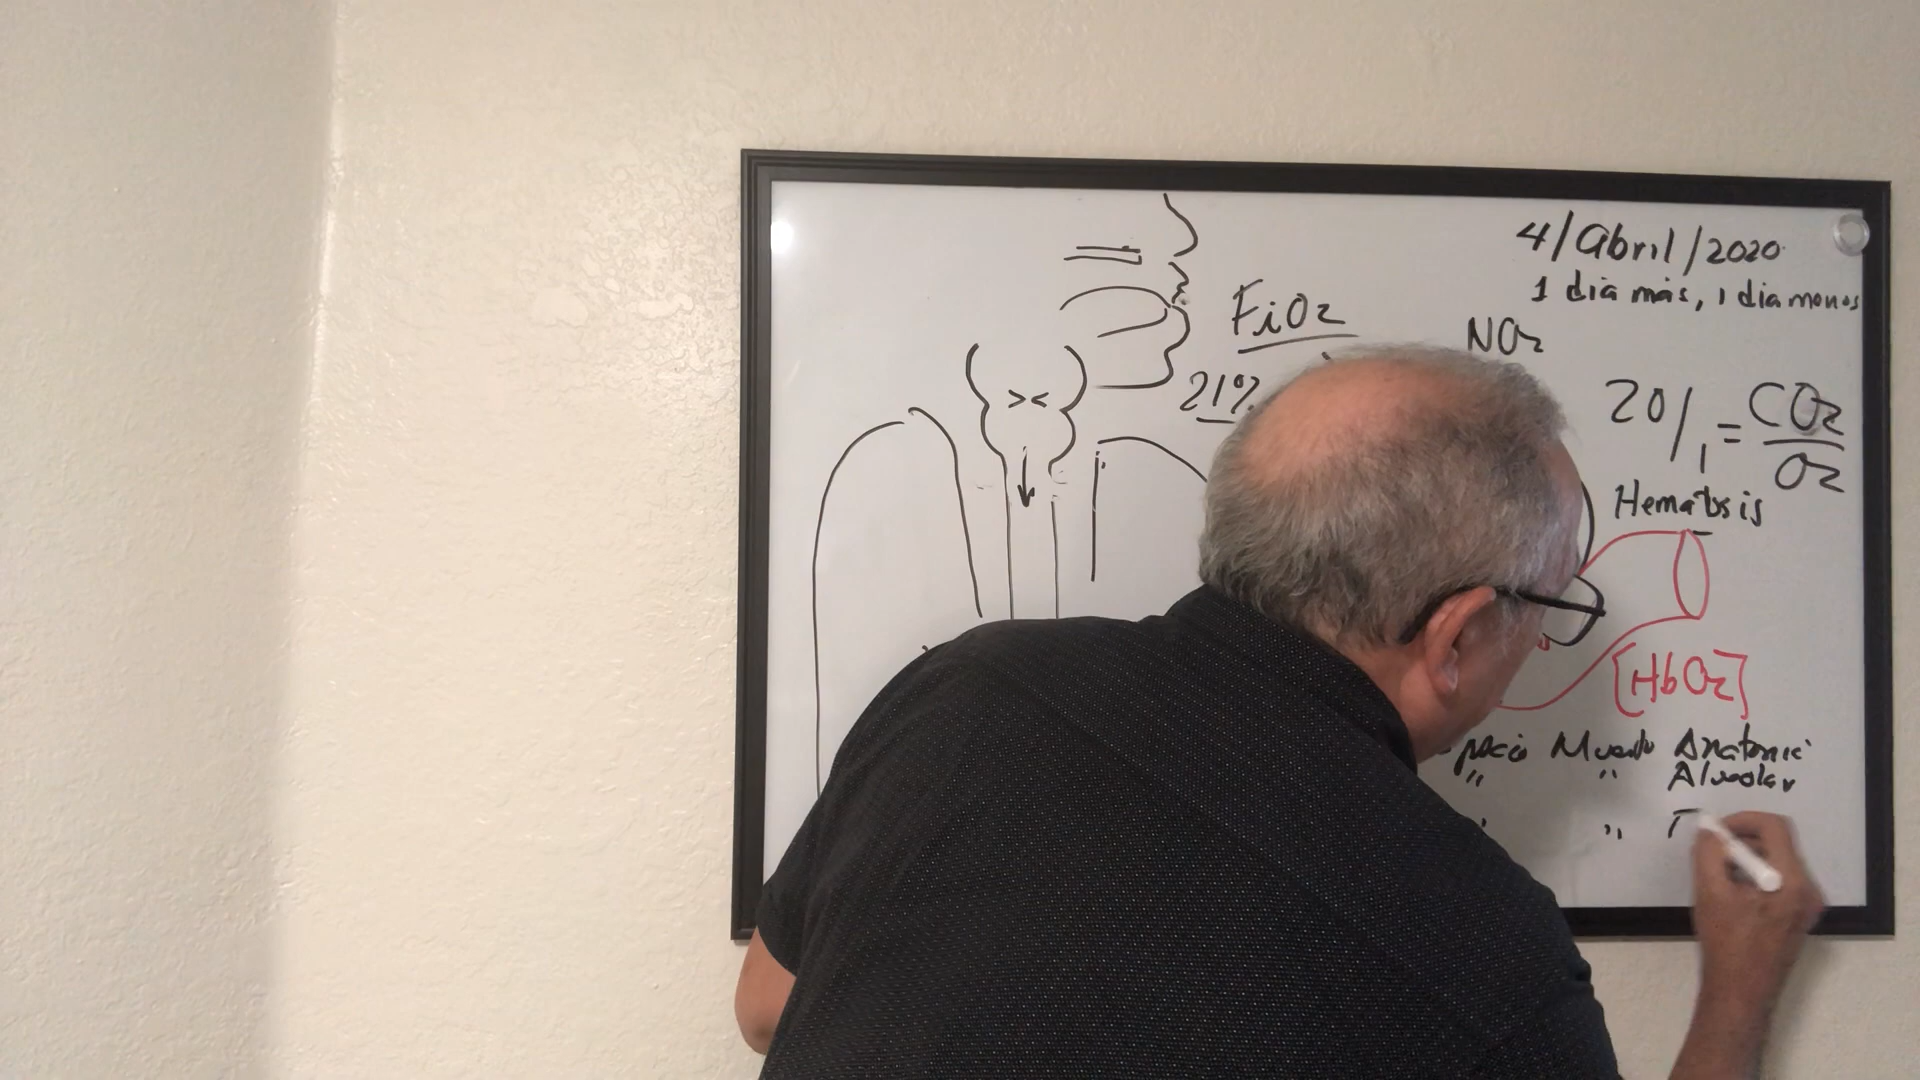 4/Abril/2020
1 dia más, 1 dia menos
FiO2
NO2
21%
20/1 = CO2/O2
Hematosis
><
[HbO2]
pacio Muerto Anatomic
" " Alveolar
" "